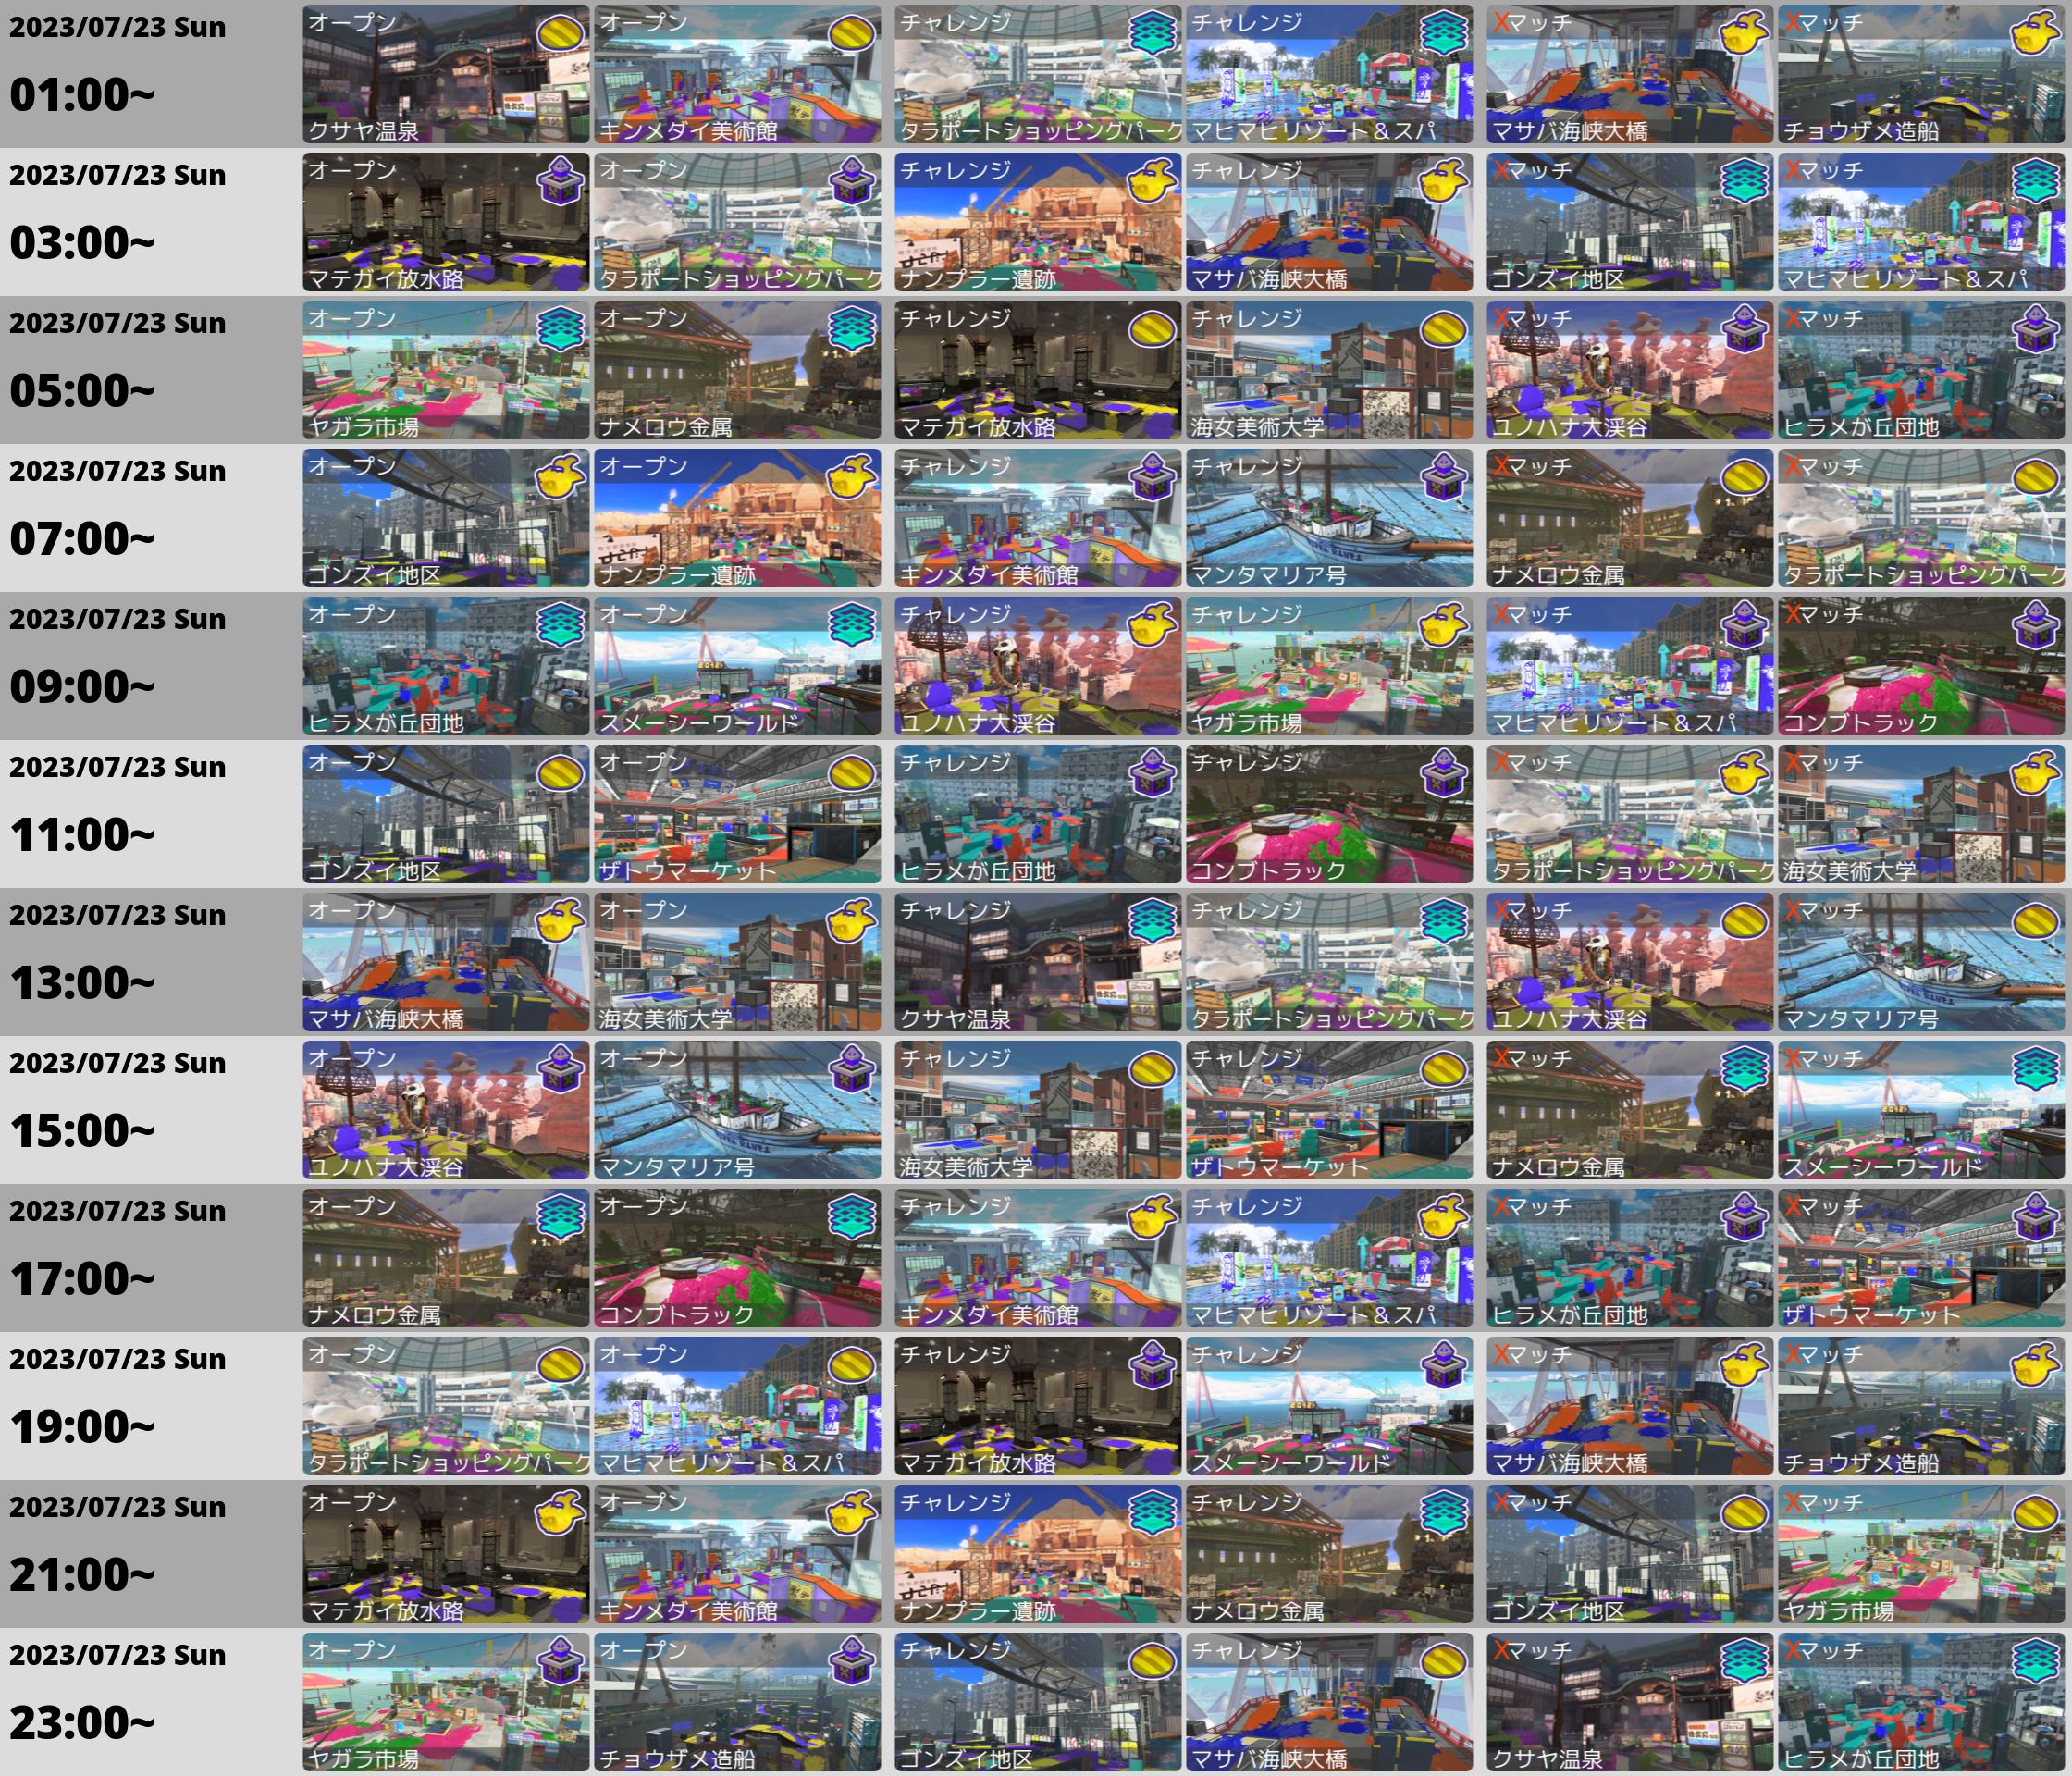 2023/07/23 Sun
01:00~
オープン
クサヤ温泉
オープン
キンメダイ美術館
チャレンジ
タラポートショッピングパーク
チャレンジ
マヒマヒリゾート&スパ
Xマッチ
マサバ海峡大橋
Xマッチ
チョウザメ造船
2023/07/23 Sun
03:00~
オープン
マテガイ放水路
オープン
タラポートショッピングパーク
チャレンジ
ナンプラー遺跡
チャレンジ
マサバ海峡大橋
Xマッチ
ゴンズイ地区
Xマッチ
マヒマヒリゾート&スパ
2023/07/23 Sun
05:00~
オープン
ヤガラ市場
オープン
ナメロウ金属
チャレンジ
マテガイ放水路
チャレンジ
海女美術大学
Xマッチ
ユノハナ大渓谷
Xマッチ
ヒラメが丘団地
2023/07/23 Sun
07:00~
オープン
ゴンズイ地区
オープン
ナンプラー遺跡
チャレンジ
キンメダイ美術館
チャレンジ
マンタマリア号
Xマッチ
ナメロウ金属
Xマッチ
タラポートショッピングパーク
2023/07/23 Sun
09:00~
オープン
ヒラメが丘団地
オープン
スメーシーワールド
チャレンジ
ユノハナ大渓谷
チャレンジ
ヤガラ市場
Xマッチ
マヒマヒリゾート&スパ
Xマッチ
コンブトラック
2023/07/23 Sun
11:00~
オープン
ゴンズイ地区
オープン
ザトウマーケット
チャレンジ
ヒラメが丘団地
チャレンジ
コンブトラック
Xマッチ
タラポートショッピングパーク
Xマッチ
海女美術大学
2023/07/23 Sun
13:00~
オープン
マサバ海峡大橋
オープン
海女美術大学
チャレンジ
クサヤ温泉
チャレンジ
タラポートショッピングパーク
Xマッチ
ユノハナ大渓谷
Xマッチ
マンタマリア号
2023/07/23 Sun
15:00~
オープン
ユノハナ大渓谷
オープン
マンタマリア号
チャレンジ
海女美術大学
チャレンジ
ザトウマーケット
Xマッチ
ナメロウ金属
Xマッチ
スメーシーワールド
2023/07/23 Sun
17:00~
オープン
ナメロウ金属
オープン
コンブトラック
チャレンジ
キンメダイ美術館
チャレンジ
マヒマヒリゾート&スパ
Xマッチ
ヒラメが丘団地
Xマッチ
ザトウマーケット
2023/07/23 Sun
19:00~
オープン
タラポートショッピングパーク
オープン
マヒマヒリゾート&スパ
チャレンジ
マテガイ放水路
チャレンジ
スメーシーワールド
Xマッチ
マサバ海峡大橋
Xマッチ
チョウザメ造船
2023/07/23 Sun
21:00~
オープン
マテガイ放水路
オープン
キンメダイ美術館
チャレンジ
ナンプラー遺跡
チャレンジ
ナメロウ金属
Xマッチ
ゴンズイ地区
Xマッチ
ヤガラ市場
2023/07/23 Sun
23:00~
オープン
ヤガラ市場
オープン
チョウザメ造船
チャレンジ
ゴンズイ地区
チャレンジ
マサバ海峡大橋
Xマッチ
クサヤ温泉
Xマッチ
ヒラメが丘団地